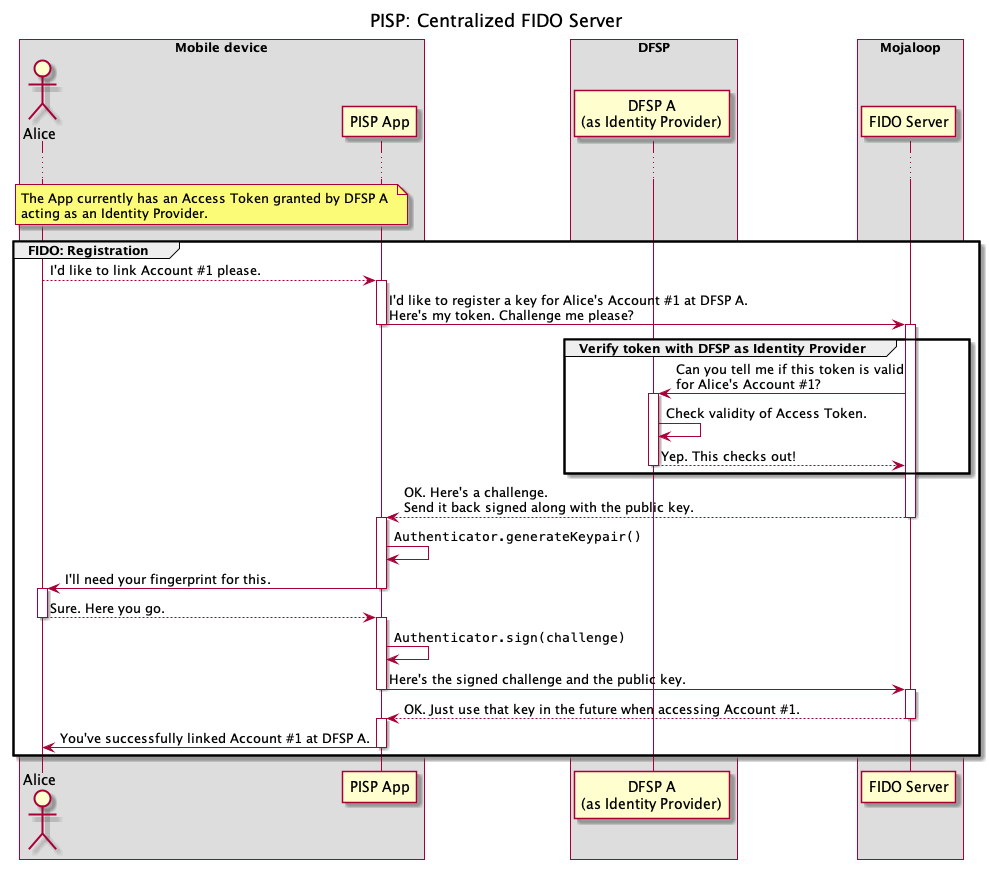 PISP: Centralized FIDO Server
Mobile device
DFSP
Mojaloop
Alice
PISP App
DFSP A
(as Identity Provider)
FIDO Server
The App currently has an Access Token granted by DFSP A
acting as an Identity Provider.
FIDO: Registration
I'd like to link Account #1 please.
I'd like to register a key for Alice's Account #1 at DFSP A.
Here's my token. Challenge me please?
Verify token with DFSP as Identity Provider
Can you tell me if this token is valid
for Alice's Account #1?
Check validity of Access Token.
Yep. This checks out!
OK. Here's a challenge.
Send it back signed along with the public key.
Authenticator.generateKeypair()
I'll need your fingerprint for this.
Sure. Here you go.
Authenticator.sign(challenge)
Here's the signed challenge and the public key.
OK. Just use that key in the future when accessing Account #1.
You've successfully linked Account #1 at DFSP A.
Alice
PISP App
DFSP A
(as Identity Provider)
FIDO Server